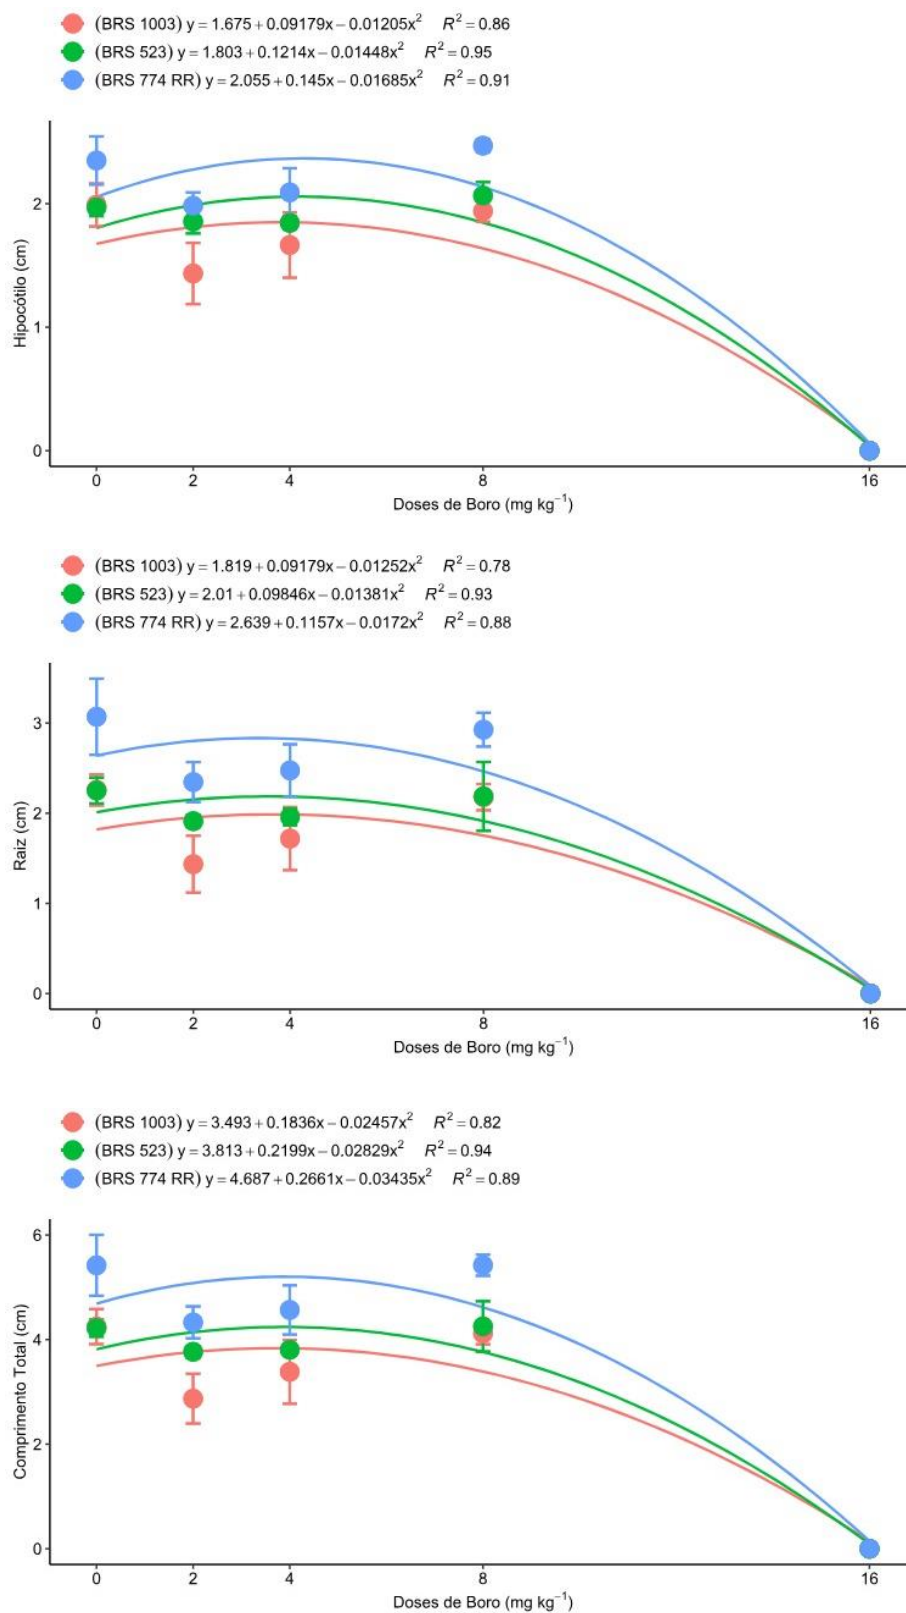 (BRS 1003) y = 1.675 + 0.09179x − 0.01205x² R² = 0.86
(BRS 523) y = 1.803 + 0.1214x − 0.01448x² R² = 0.95
(BRS 774 RR) y = 2.055 + 0.145x − 0.01685x² R² = 0.91
Hipocótilo (cm)
2
1
0
0 2 4 8 16
Doses de Boro (mg kg⁻¹)
(BRS 1003) y = 1.819 + 0.09179x − 0.01252x² R² = 0.78
(BRS 523) y = 2.01 + 0.09846x − 0.01381x² R² = 0.93
(BRS 774 RR) y = 2.639 + 0.1157x − 0.0172x² R² = 0.88
Raiz (cm)
3
2
1
0
0 2 4 8 16
Doses de Boro (mg kg⁻¹)
(BRS 1003) y = 3.493 + 0.1836x − 0.02457x² R² = 0.82
(BRS 523) y = 3.813 + 0.2199x − 0.02829x² R² = 0.94
(BRS 774 RR) y = 4.687 + 0.2661x − 0.03435x² R² = 0.89
Comprimento Total (cm)
6
4
2
0
0 2 4 8 16
Doses de Boro (mg kg⁻¹)